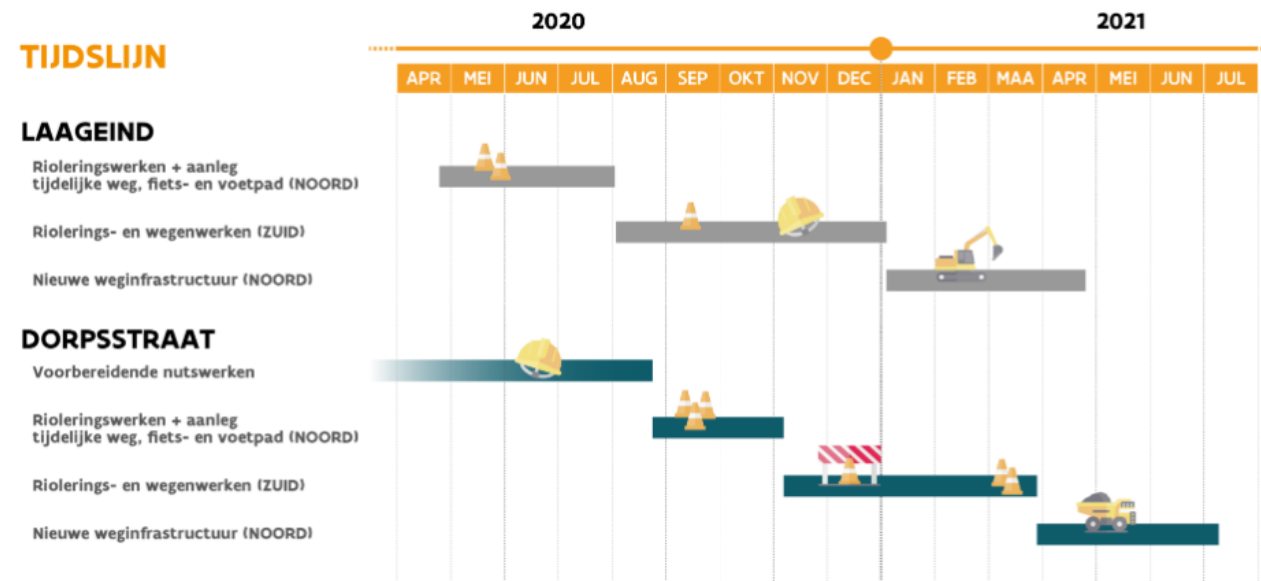 2020 2021
TIJDSLIJN
APR MEI JUN JUL AUG SEP OKT NOV DEC JAN FEB MAA APR MEI JUN JUL
LAAGEIND
Rioleringswerken + aanleg
tijdelijke weg, fiets- en voetpad (NOORD)
Riolerings- en wegenwerken (ZUID)
Nieuwe weginfrastructuur (NOORD)
DORPSSTRAAT
Voorbereidende nutswerken
Rioleringswerken + aanleg
tijdelijke weg, fiets- en voetpad (NOORD)
Riolerings- en wegenwerken (ZUID)
Nieuwe weginfrastructuur (NOORD)